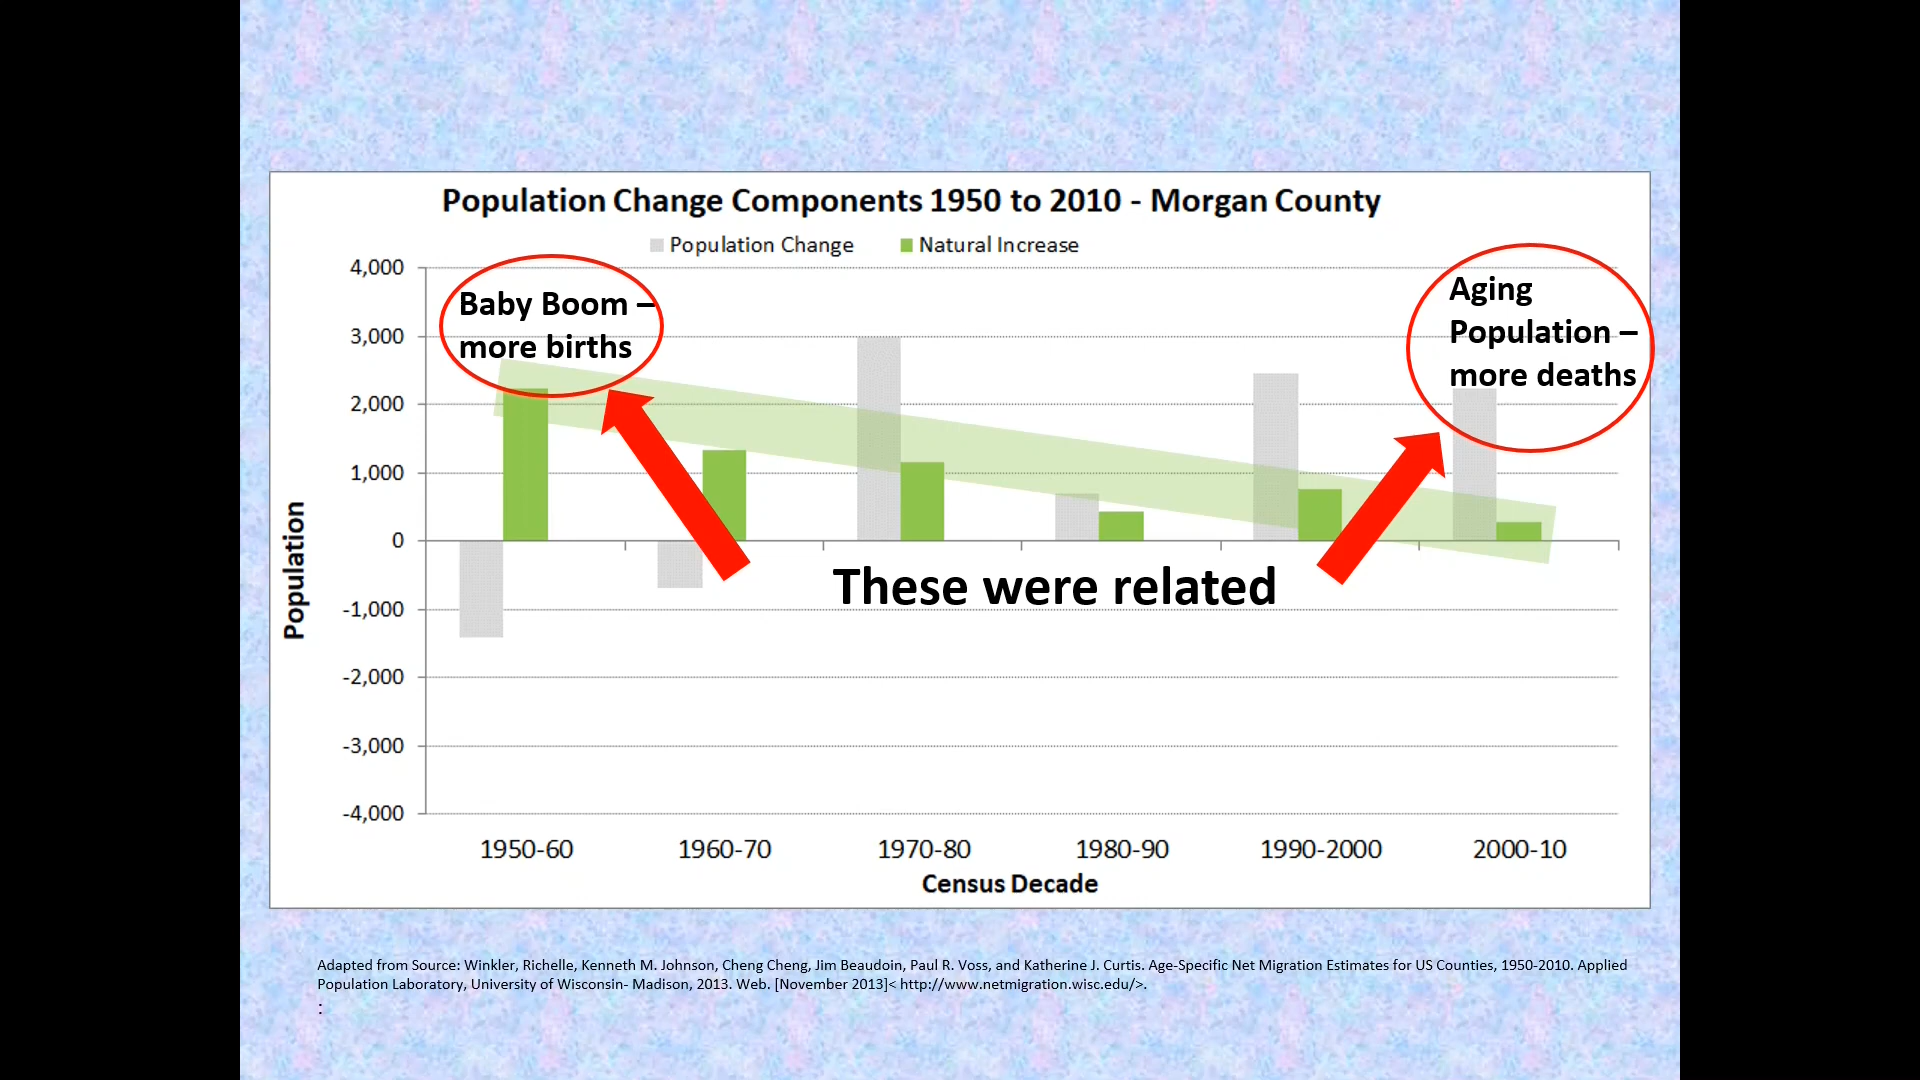 Population Change Components 1950 to 2010 - Morgan County
Population Change Natural Increase
4,000
3,000
2,000
1,000
0
-1,000
-2,000
-3,000
-4,000
Population
Baby Boom –
more births
Aging
Population –
more deaths
These were related
1950-60 1960-70 1970-80 1980-90 1990-2000 2000-10
Census Decade
Adapted from Source: Winkler, Richelle, Kenneth M. Johnson, Cheng Cheng, Jim Beaudoin, Paul R. Voss, and Katherine J. Curtis. Age-Specific Net Migration Estimates for US Counties, 1950-2010. Applied
Population Laboratory, University of Wisconsin- Madison, 2013. Web. [November 2013]< http://www.netmigration.wisc.edu/>.
: